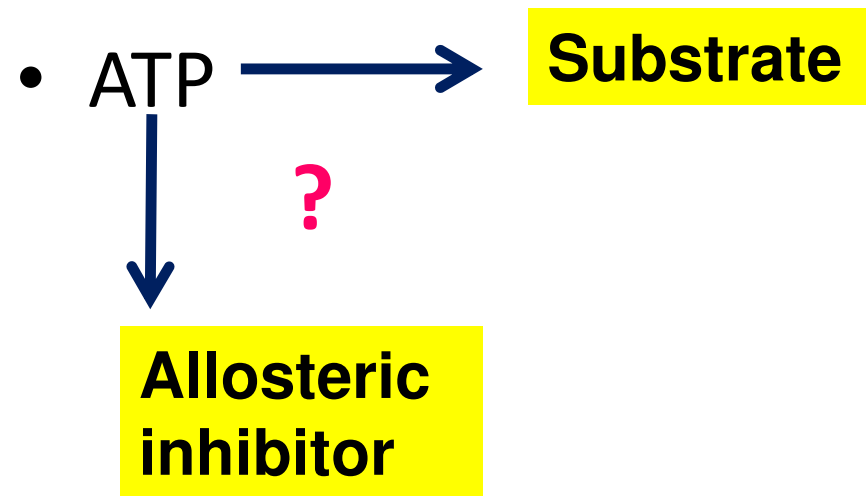 • ATP
Substrate
?
Allosteric
inhibitor